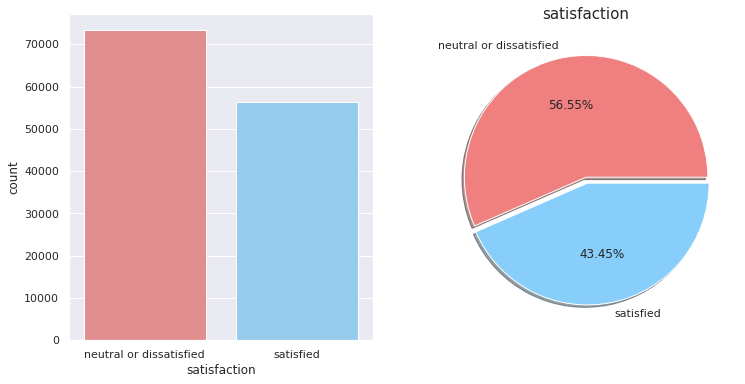 70000
60000
50000
40000
30000
20000
10000
0
count
neutral or dissatisfied
satisfied
satisfaction
satisfaction
neutral or dissatisfied
56.55%
43.45%
satisfied